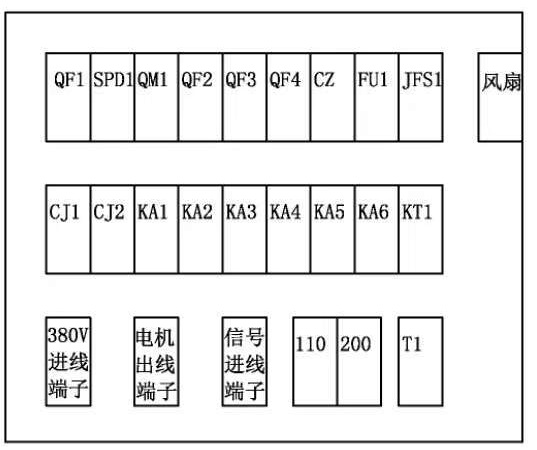 QF1 SPD1 QM1 QF2 QF3 QF4 CZ FU1 JFS1 风扇
CJ1 CJ2 KA1 KA2 KA3 KA4 KA5 KA6 KT1
380V
进线
端子
电机
出线
端子
信号
进线
端子
110 200 T1